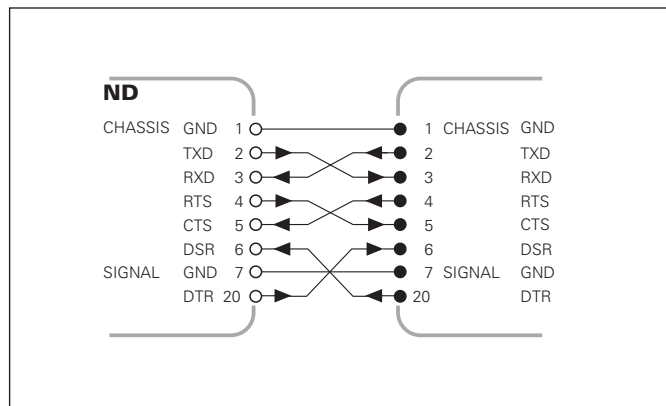 ND
CHASSIS GND 1 1 CHASSIS GND
TXD 2 2 TXD
RXD 3 3 RXD
RTS 4 4 RTS
CTS 5 5 CTS
DSR 6 6 DSR
SIGNAL GND 7 7 SIGNAL GND
DTR 20 20 DTR